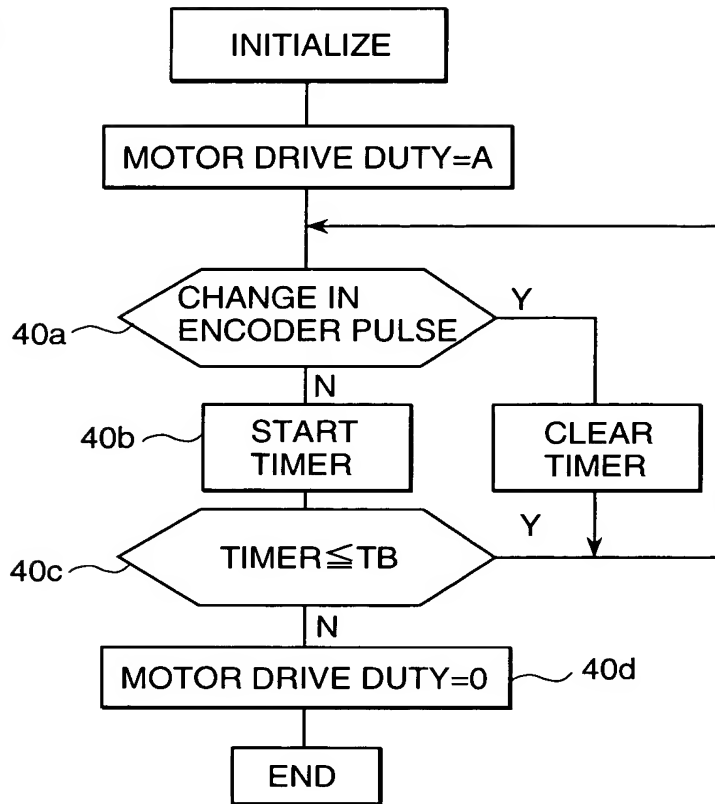 INITIALIZE
MOTOR DRIVE DUTY=A
CHANGE IN
ENCODER PULSE
Y
40a
N
40b
START
TIMER
CLEAR
TIMER
Y
TIMER≦TB
40c
N
MOTOR DRIVE DUTY=0
40d
END